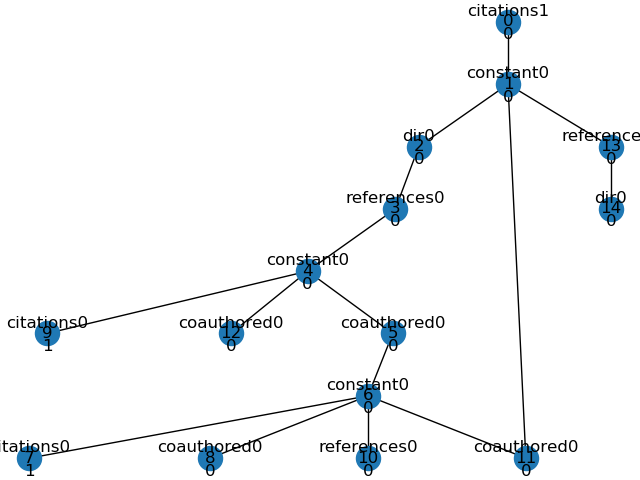 citations1
0
0
constant0
1
0
dir0
2
0
reference
13
0
references0
3
0
dir0
14
0
constant0
4
0
citations0
9
1
coauthored0
12
0
coauthored0
5
0
constant0
6
0
itations0
7
1
coauthored0
8
0
references0
10
0
coauthored0
11
0